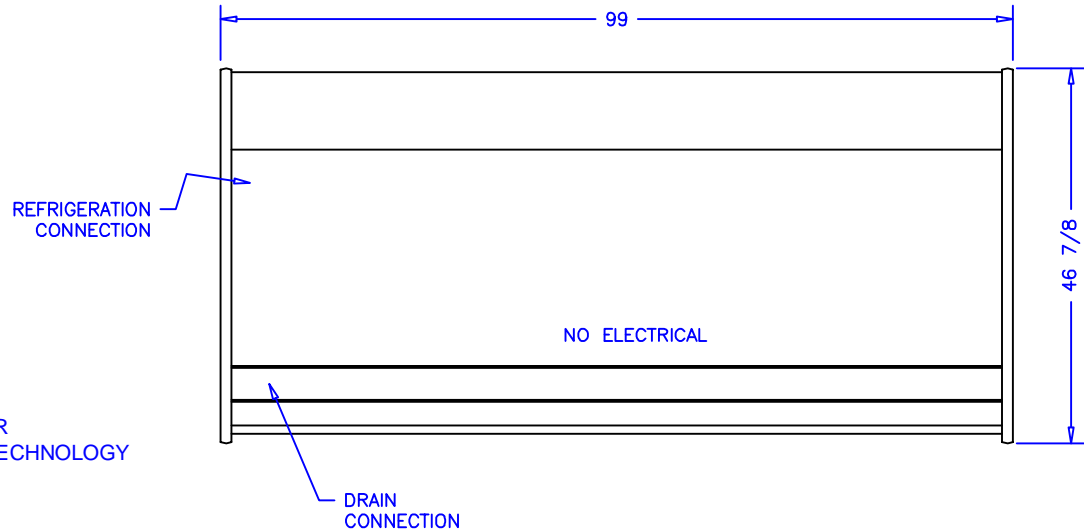 99
REFRIGERATION
CONNECTION
46 7/8
NO ELECTRICAL
R
ECHNOLOGY
DRAIN
CONNECTION